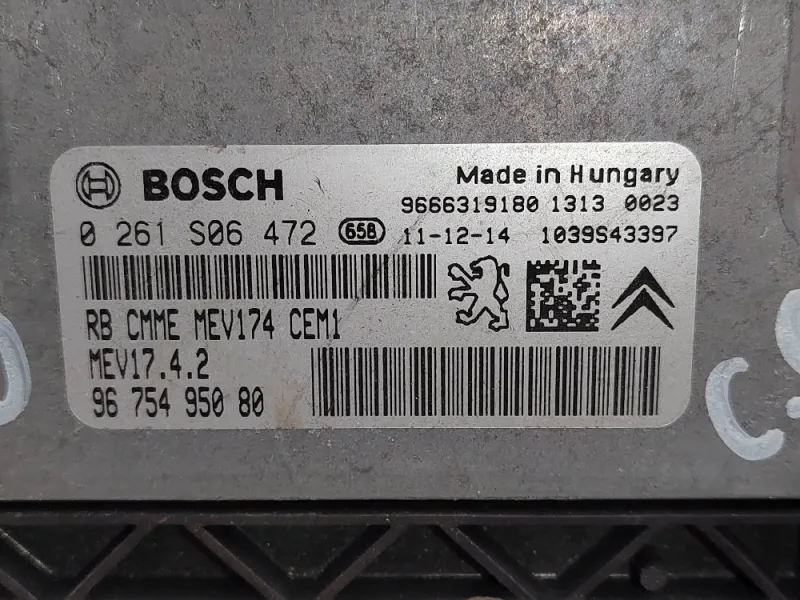 BOSCH
Made in Hungary
9666319180 1313 0023
0 261 S06 472 658 11-12-14 1039S43397
RB CMME MEV174 CEM1
MEV17.4.2
96 754 950 80